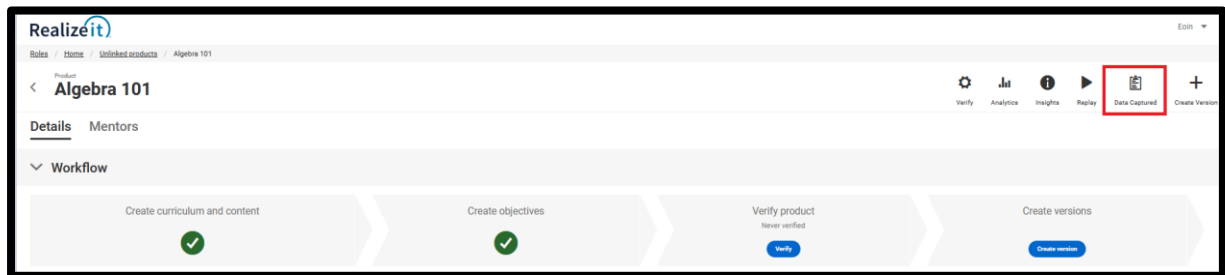 Realizeit
Eoin
Roles / Home / Unlinked products / Algebra 101
Product
Algebra 101
Verify Analytics Insights Replay Data Captured Create Version
Details Mentors
Workflow
Create curriculum and content Create objectives Verify product Create versions
Never verified
Verify Create version